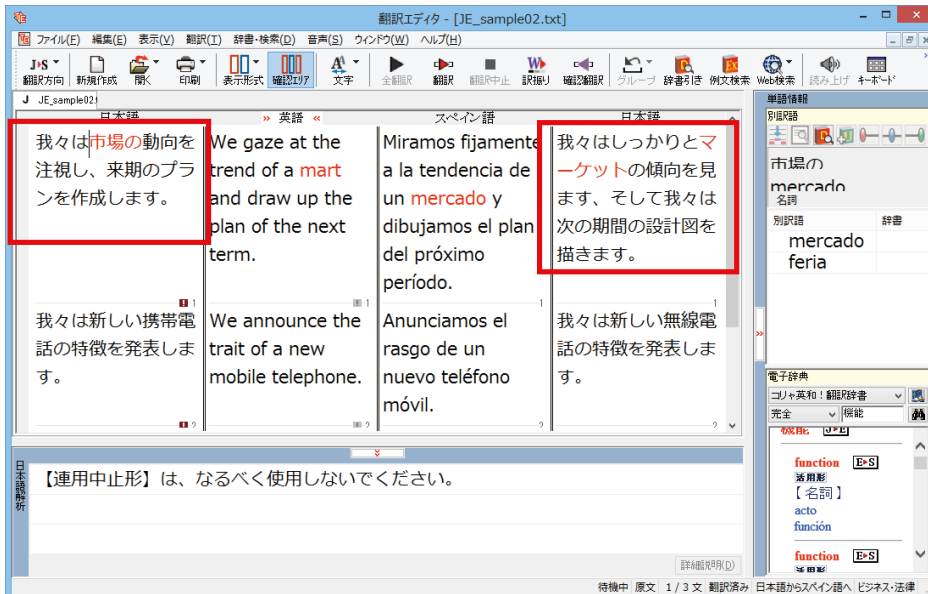 翻訳エディタ - [JE_sample02.txt]
ファイル(F) 編集(E) 表示(V) 翻訳(T) 辞書・検索(D) 音声(S) ウィンドウ(W) ヘルプ(H)
J▸S
翻訳方向 新規作成 開く 印刷 表示形式 確認エリア 文字 全翻訳 翻訳 翻訳中止 訳振り 確認翻訳 グループ 辞書引き 例文検索 Web検索 読み上げ キーボード
J JE_sample02.t
日本語 » 英語 « スペイン語 日本語
我々は市場の動向を
注視し、来期のプラ
ンを作成します。
1
We gaze at the
trend of a mart
and draw up the
plan of the next
term.
1
Miramos fijamente
a la tendencia de
un mercado y
dibujamos el plan
del próximo
período.
1
我々はしっかりとマ
ーケットの傾向を見
ます、そして我々は
次の期間の設計図を
描きます。
1
我々は新しい携帯電
話の特徴を発表しま
す。
2
We announce the
trait of a new
mobile telephone.
2
Anunciamos el
rasgo de un
nuevo teléfono
móvil.
2
我々は新しい無線電
話の特徴を発表しま
す。
2
日本語解析
【連用中止形】は、なるべく使用しないでください。
詳細説明(D)
単語情報
別訳語
市場の
mercado
名詞
別訳語 辞書
mercado
feria
電子辞典
コリャ英和！翻訳辞書
完全 機能
機能 J▸E
function E▸S
活用形
【名詞】
acto
función
function E▸S
活用形
待機中 原文 1 / 3 文 翻訳済み 日本語からスペイン語へ ビジネス・法律